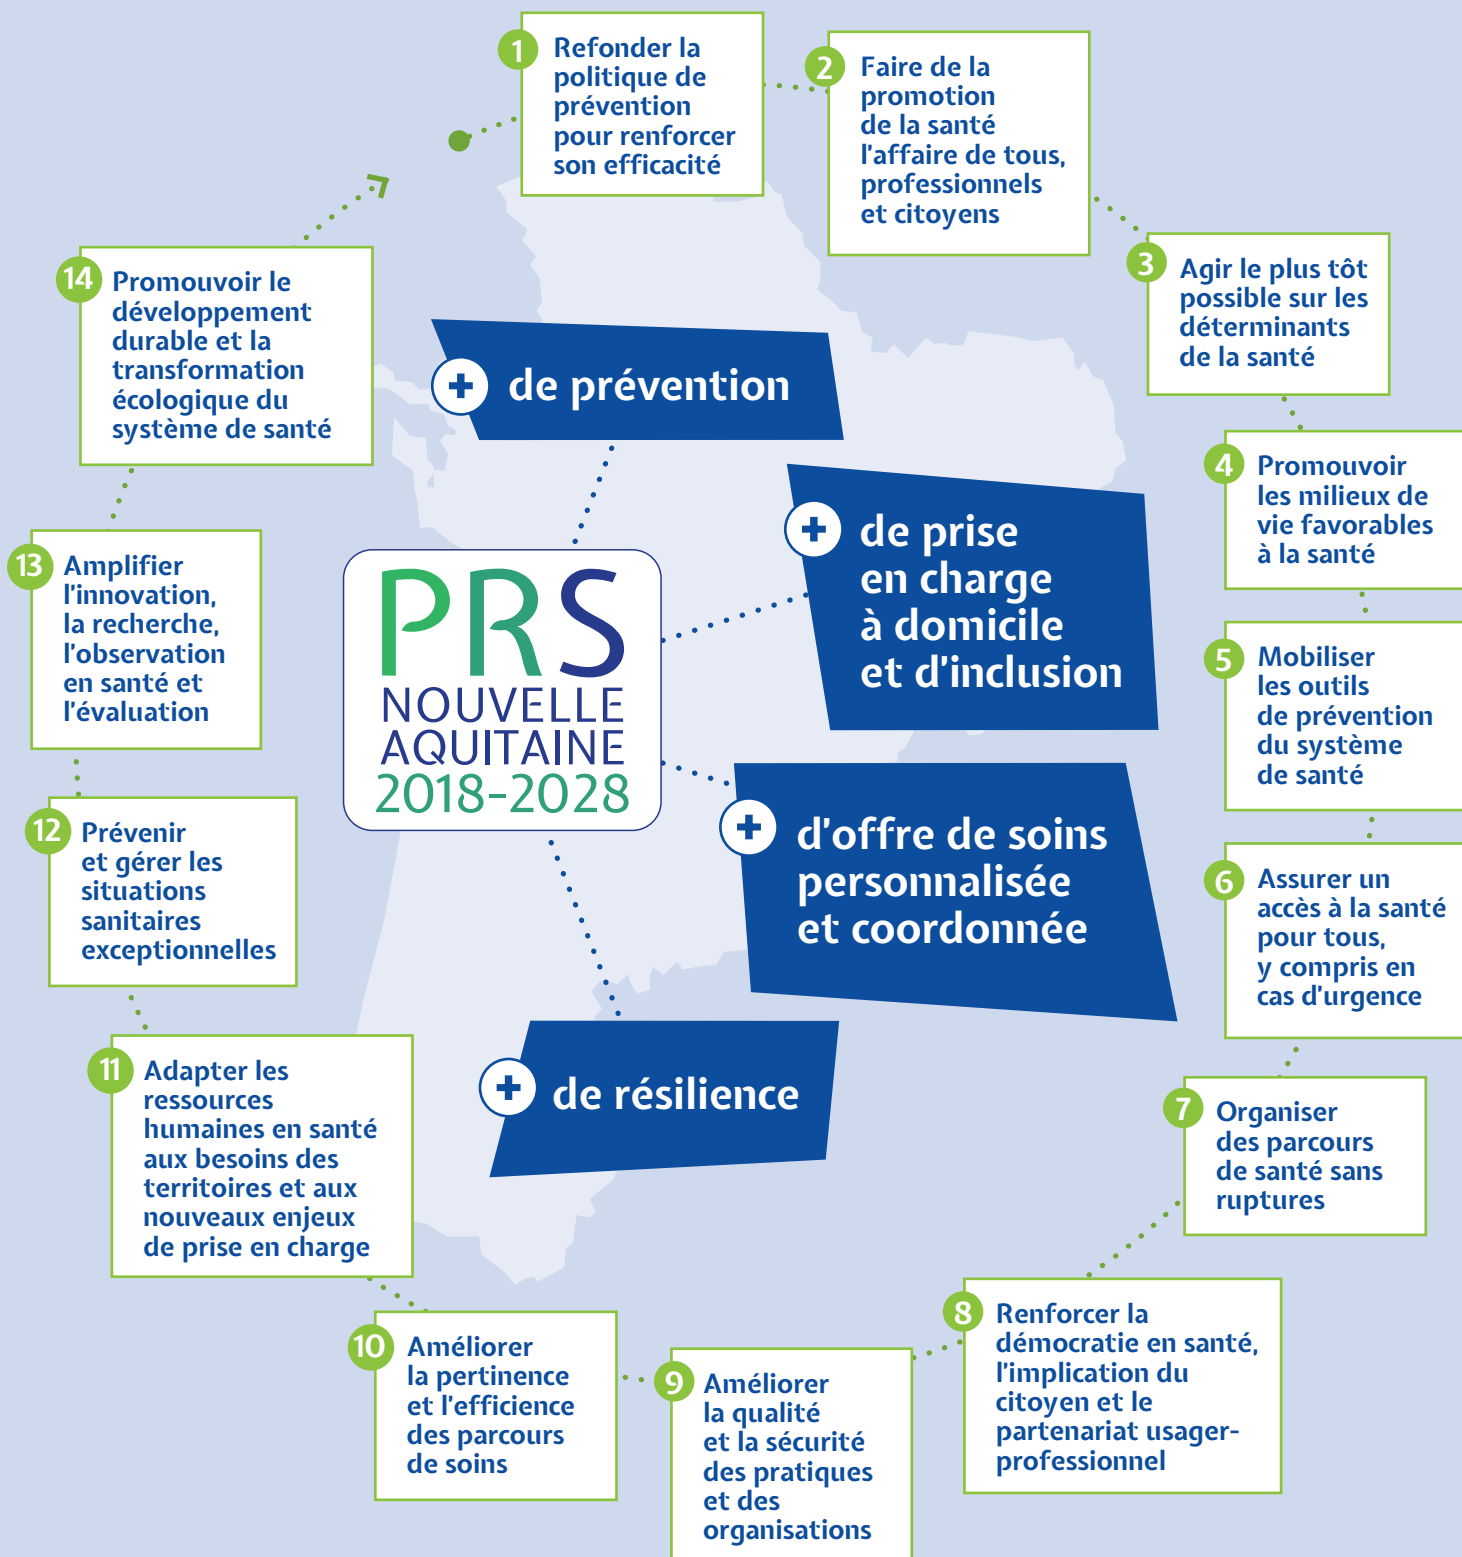 1
Refonder la
politique de
prévention
pour renforcer
son efficacité
2
Faire de la
promotion
de la santé
l'affaire de tous,
professionnels
et citoyens
3
Agir le plus tôt
possible sur les
déterminants
de la santé
4
Promouvoir
les milieux de
vie favorables
à la santé
5
Mobiliser
les outils
de prévention
du système
de santé
6
Assurer un
accès à la santé
pour tous,
y compris en
cas d'urgence
7
Organiser
des parcours
de santé sans
ruptures
8
Renforcer la
démocratie en santé,
l'implication du
citoyen et le
partenariat usager-
professionnel
9
Améliorer
la qualité
et la sécurité
des pratiques
et des
organisations
10
Améliorer
la pertinence
et l'efficience
des parcours
de soins
11
Adapter les
ressources
humaines en santé
aux besoins des
territoires et aux
nouveaux enjeux
de prise en charge
12
Prévenir
et gérer les
situations
sanitaires
exceptionnelles
13
Amplifier
l'innovation,
la recherche,
l'observation
en santé et
l'évaluation
14
Promouvoir le
développement
durable et la
transformation
écologique du
système de santé
PRS
NOUVELLE
AQUITAINE
2018-2028
+ de prévention
+ de prise
en charge
à domicile
et d'inclusion
+ d'offre de soins
personnalisée
et coordonnée
+ de résilience